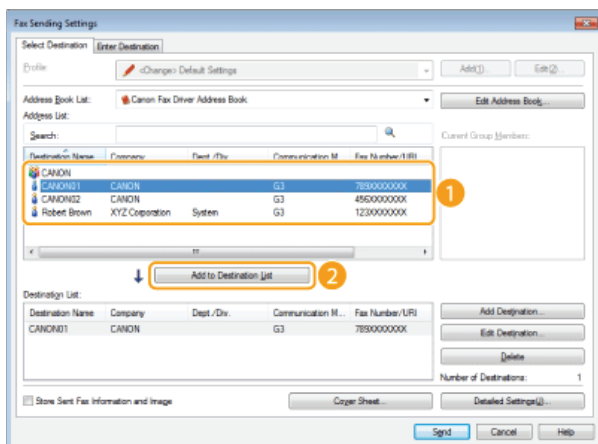 Fax Sending Settings
Select Destination Enter Destination
Profile <Change> Default Settings Add(1)... Edit(2)...
Address Book List: Canon Fax Driver Address Book Edit Address Book...
Address List:
Search: Current Group Members:
Destination Name Company Dept./Div. Communication M... Fax Number/URI
CANON
CANON01 CANON G3 789XXXXXXX
CANON02 CANON G3 456XXXXXXX
Robert Brown XYZ Corporation System G3 123XXXXXXX
1
Add to Destination List 2
Destination List:
Destination Name Company Dept./Div. Communication M... Fax Number/URI Add Destination...
CANON01 CANON G3 789XXXXXXX Edit Destination...
Delete
Number of Destinations: 1
Store Sent Fax Information and Image Cover Sheet... Detailed Settings(J)...
Send Cancel Help